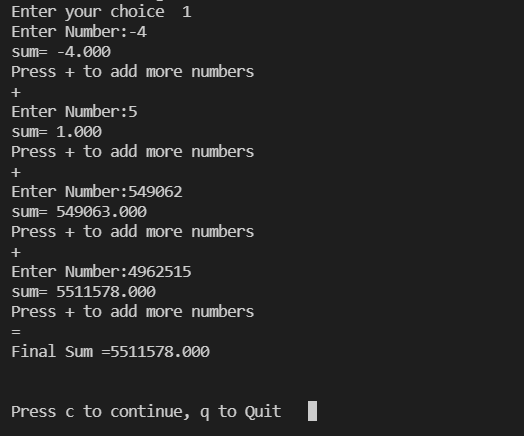 Enter your choice  1
Enter Number:-4
sum= -4.000
Press + to add more numbers
+
Enter Number:5
sum= 1.000
Press + to add more numbers
+
Enter Number:549062
sum= 549063.000
Press + to add more numbers
+
Enter Number:4962515
sum= 5511578.000
Press + to add more numbers
=
Final Sum =5511578.000
Press c to continue, q to Quit